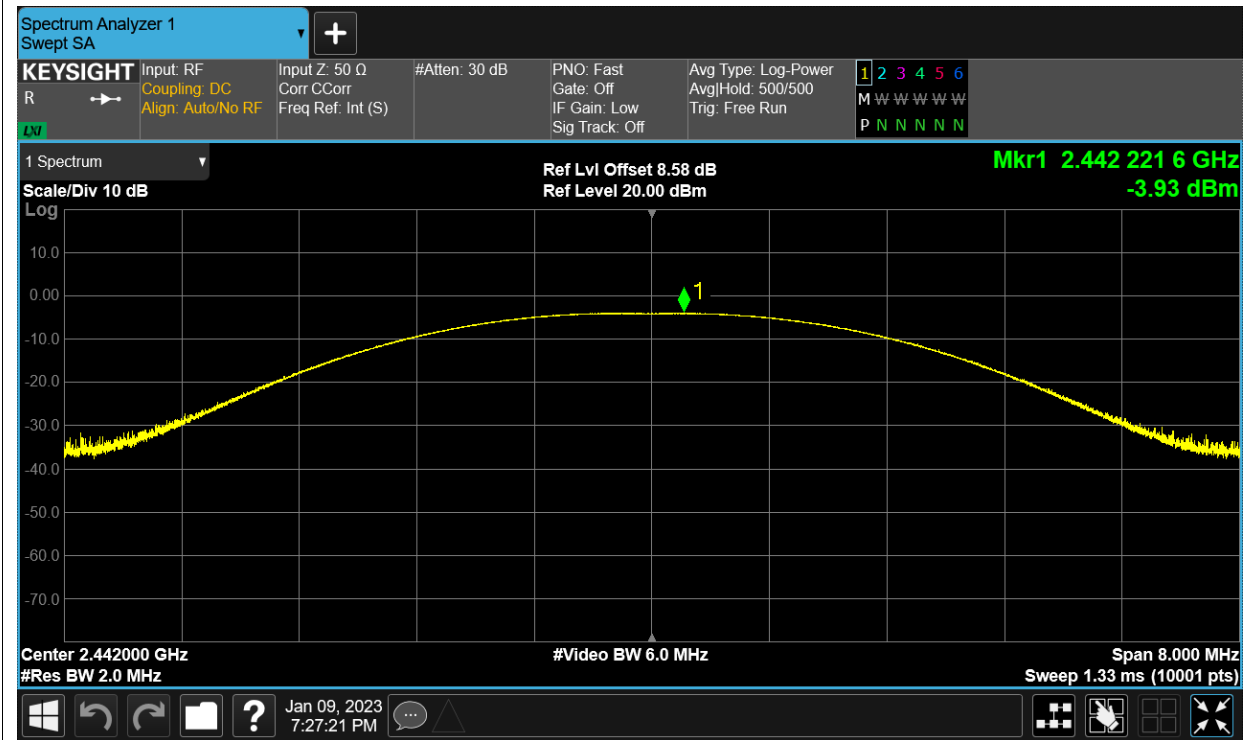 Spectrum Analyzer 1
Swept SA
+
KEYSIGHT
R
LXI
Input: RF
Coupling: DC
Align: Auto/No RF
Input Z: 50 Ω
Corr CCorr
Freq Ref: Int (S)
#Atten: 30 dB
PNO: Fast
Gate: Off
IF Gain: Low
Sig Track: Off
Avg Type: Log-Power
Avg|Hold: 500/500
Trig: Free Run
1 2 3 4 5 6
M W W W W W
P N N N N N
1 Spectrum
Scale/Div 10 dB
Log
Ref Lvl Offset 8.58 dB
Ref Level 20.00 dBm
Mkr1 2.442 221 6 GHz
-3.93 dBm
10.0
0.00
-10.0
-20.0
-30.0
-40.0
-50.0
-60.0
-70.0
1
Center 2.442000 GHz
#Res BW 2.0 MHz
#Video BW 6.0 MHz
Span 8.000 MHz
Sweep 1.33 ms (10001 pts)
?
Jan 09, 2023
7:27:21 PM